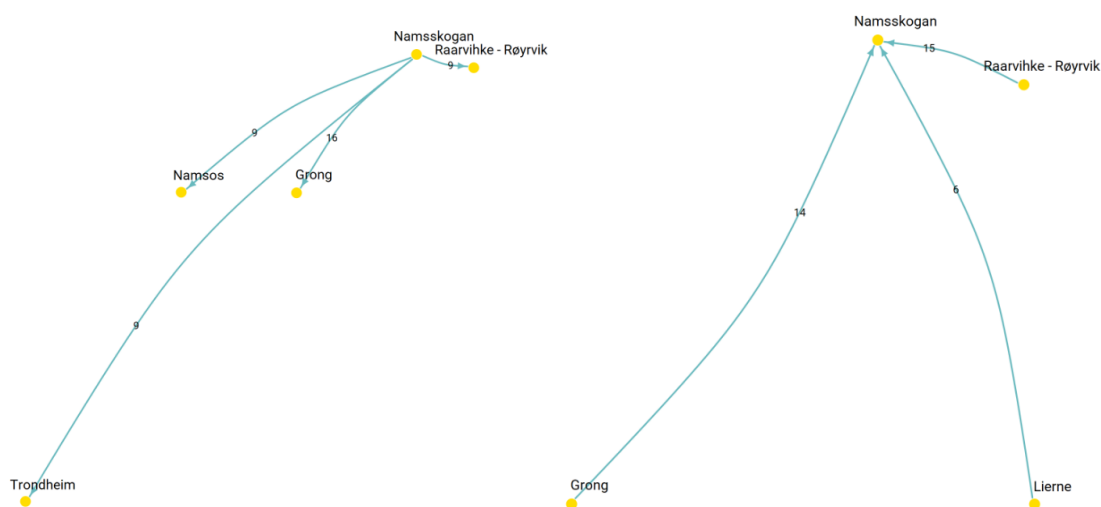 Namsskogan
Raarvihke - Røyrvik
9
9
16
Namsos
Grong
9
Trondheim
Namsskogan
15
Raarvihke - Røyrvik
6
14
Grong
Lierne